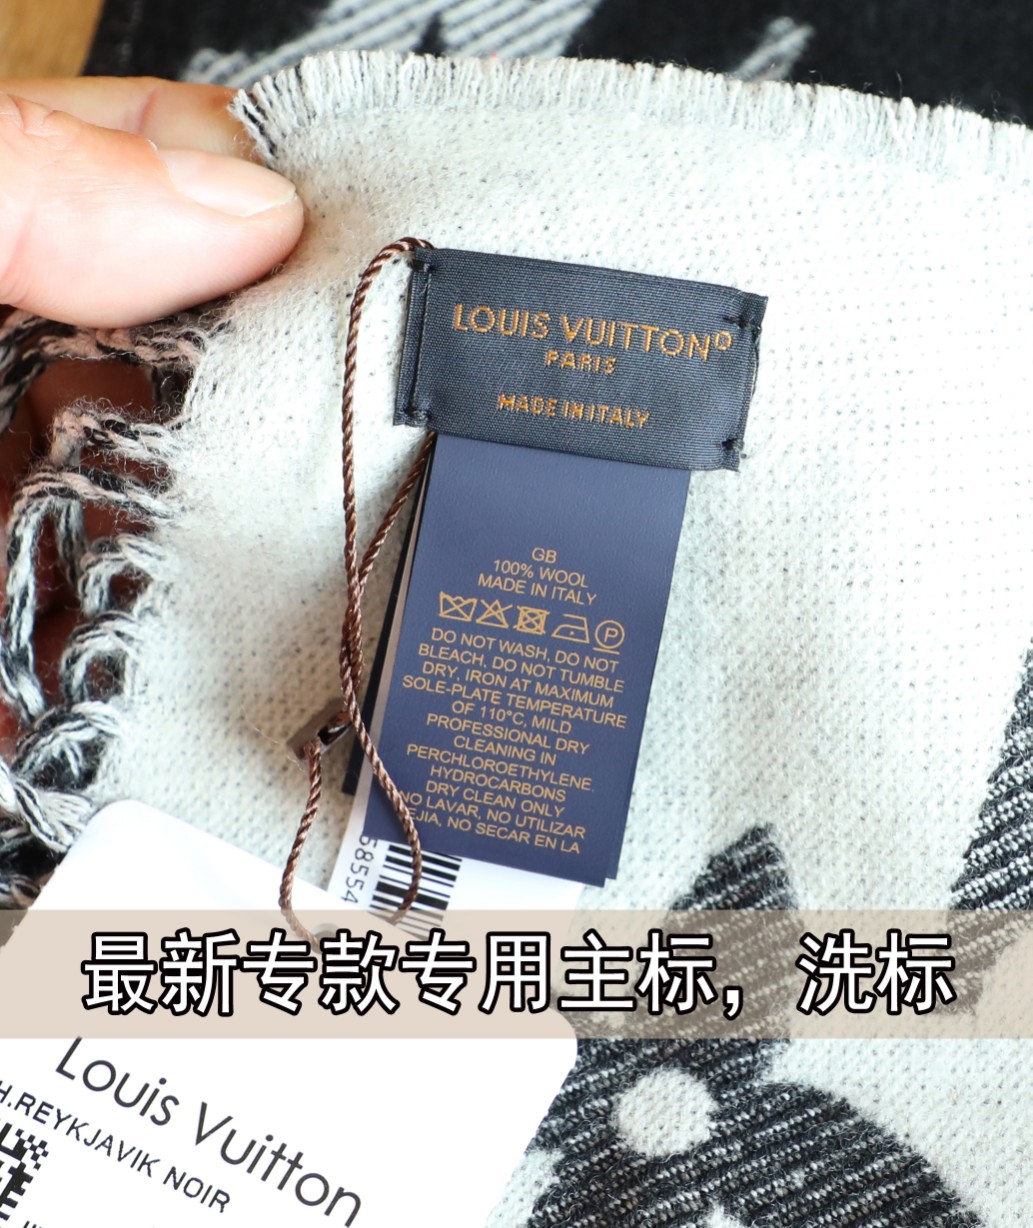 LOUIS VUITTON®
PARIS
MADE IN ITALY
GB
100% WOOL
MADE IN ITALY
P
DO NOT WASH, DO NOT
BLEACH, DO NOT TUMBLE
DRY, IRON AT MAXIMUM
SOLE-PLATE TEMPERATURE
OF 110°C, MILD
PROFESSIONAL DRY
CLEANING IN
PERCHLOROETHYLENE.
HYDROCARBONS
DRY CLEAN ONLY
NO LAVAR, NO UTILIZAR
EJIA, NO SECAR EN LA
58554
最新专款专用主标，洗标
Louis Vuitton
H.REYKJAVIK NOIR